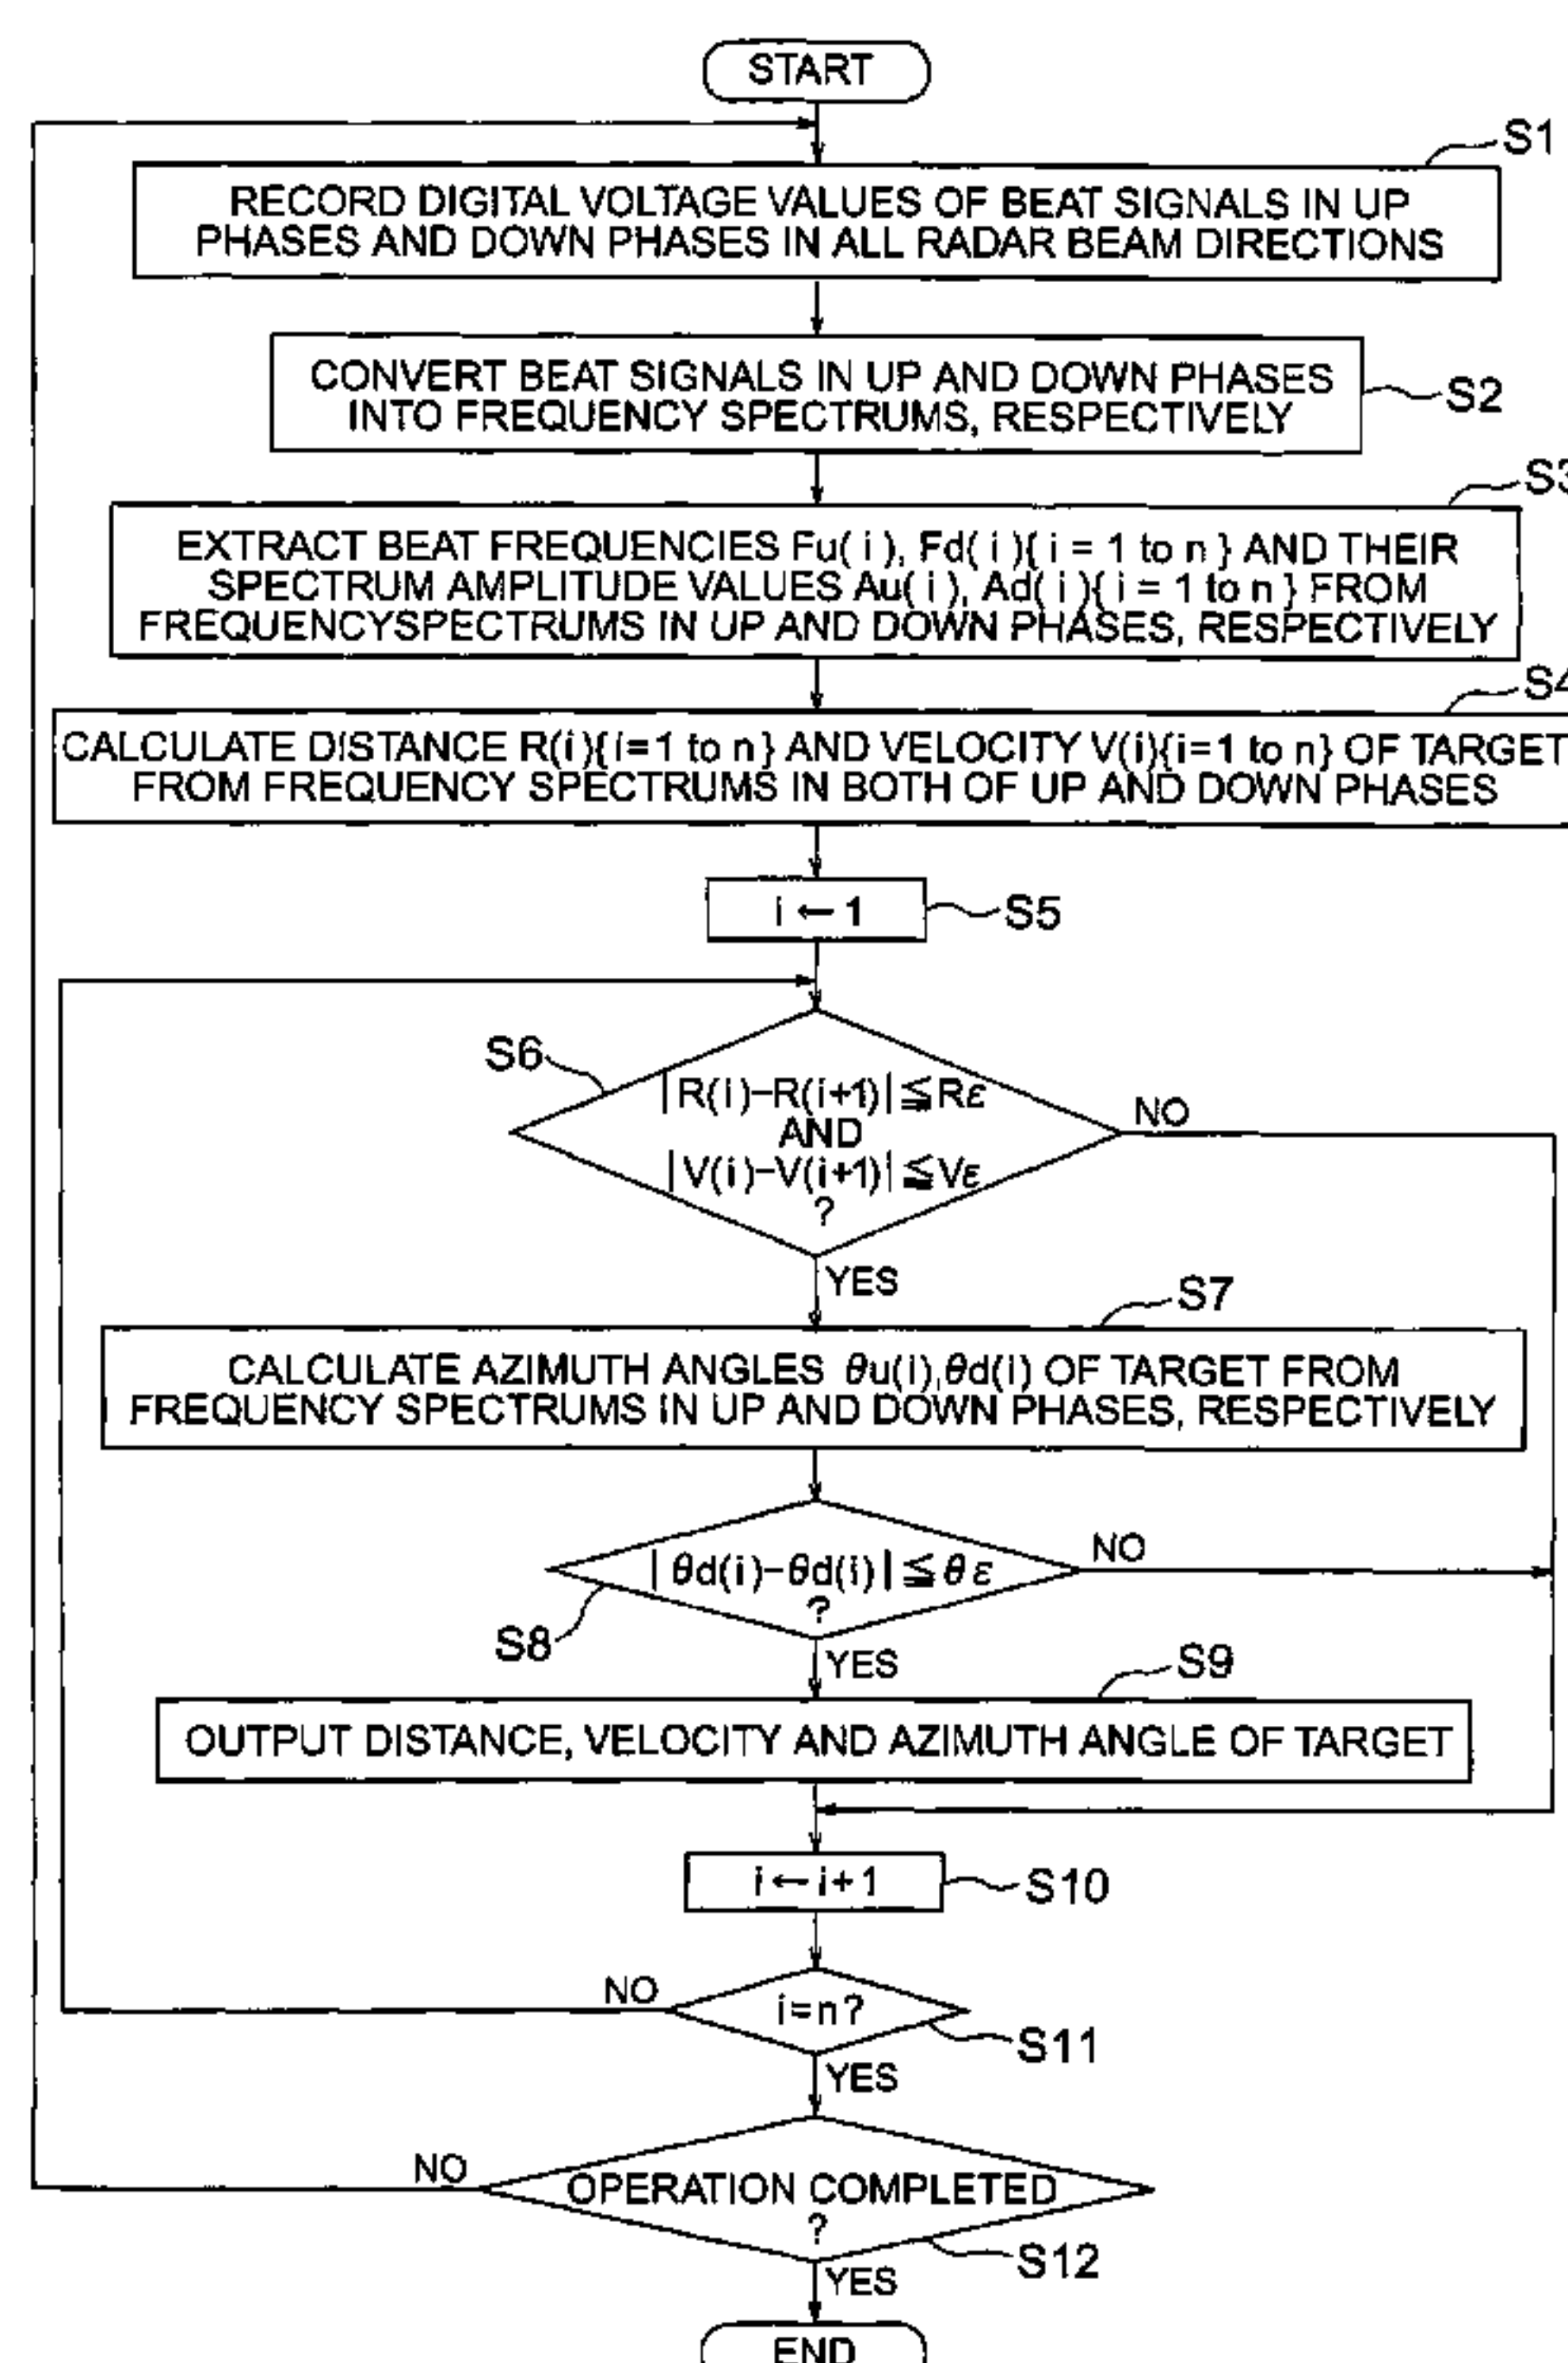 START
S1
RECORD DIGITAL VOLTAGE VALUES OF BEAT SIGNALS IN UP
PHASES AND DOWN PHASES IN ALL RADAR BEAM DIRECTIONS
CONVERT BEAT SIGNALS IN UP AND DOWN PHASES
INTO FREQUENCY SPECTRUMS, RESPECTIVELY
S2
S3
EXTRACT BEAT FREQUENCIES Fu( i ), Fd( i ){ i = 1 to n } AND THEIR
SPECTRUM AMPLITUDE VALUES Au( i ), Ad( i ){ i = 1 to n } FROM
FREQUENCYSPECTRUMS IN UP AND DOWN PHASES, RESPECTIVELY
S4
CALCULATE DISTANCE R(i){i=1 to n} AND VELOCITY V(i){i=1 to n} OF TARGET
FROM FREQUENCY SPECTRUMS IN BOTH OF UP AND DOWN PHASES
i ← 1
S5
S6
|R(i)-R(i+1)|≦Rε
AND
|V(i)-V(i+1)|≦Vε
?
NO
YES
S7
CALCULATE AZIMUTH ANGLES θu(i),θd(i) OF TARGET FROM
FREQUENCY SPECTRUMS IN UP AND DOWN PHASES, RESPECTIVELY
|θd(i)-θd(i)|≦θε
?
NO
S8
YES
S9
OUTPUT DISTANCE, VELOCITY AND AZIMUTH ANGLE OF TARGET
i ← i+1
S10
NO
i=n?
S11
YES
NO
OPERATION COMPLETED
?
S12
YES
END